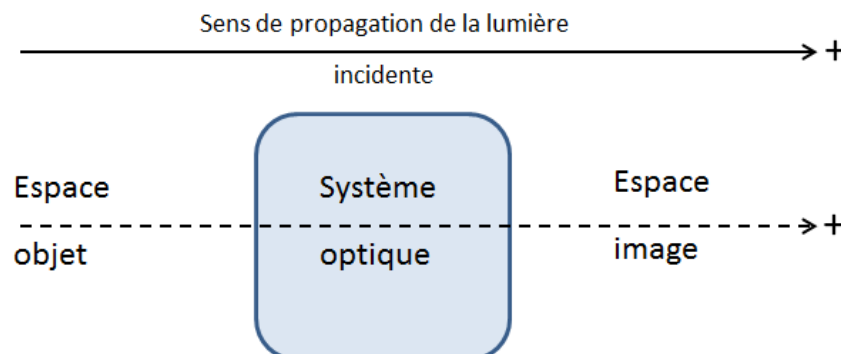 Sens de propagation de la lumière
+
incidente
Espace
Système
Espace
+
objet
optique
image